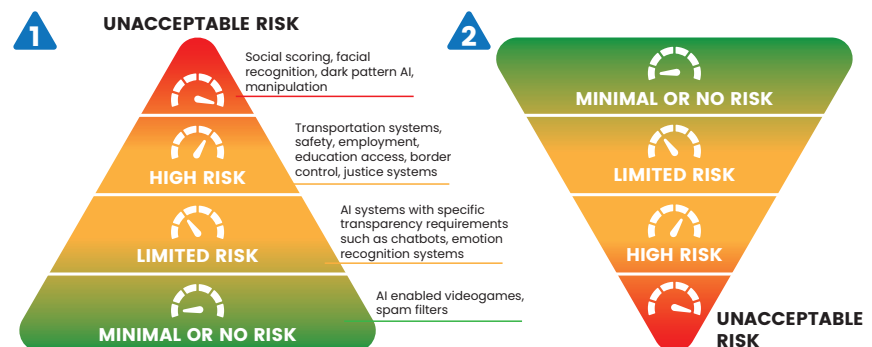 1
UNACCEPTABLE RISK
Social scoring, facial
recognition, dark pattern AI,
manipulation
Transportation systems,
safety, employment,
education access, border
control, justice systems
HIGH RISK
AI systems with specific
transparency requirements
such as chatbots, emotion
recognition systems
LIMITED RISK
AI enabled videogames,
spam filters
MINIMAL OR NO RISK
2
MINIMAL OR NO RISK
LIMITED RISK
HIGH RISK
UNACCEPTABLE
RISK